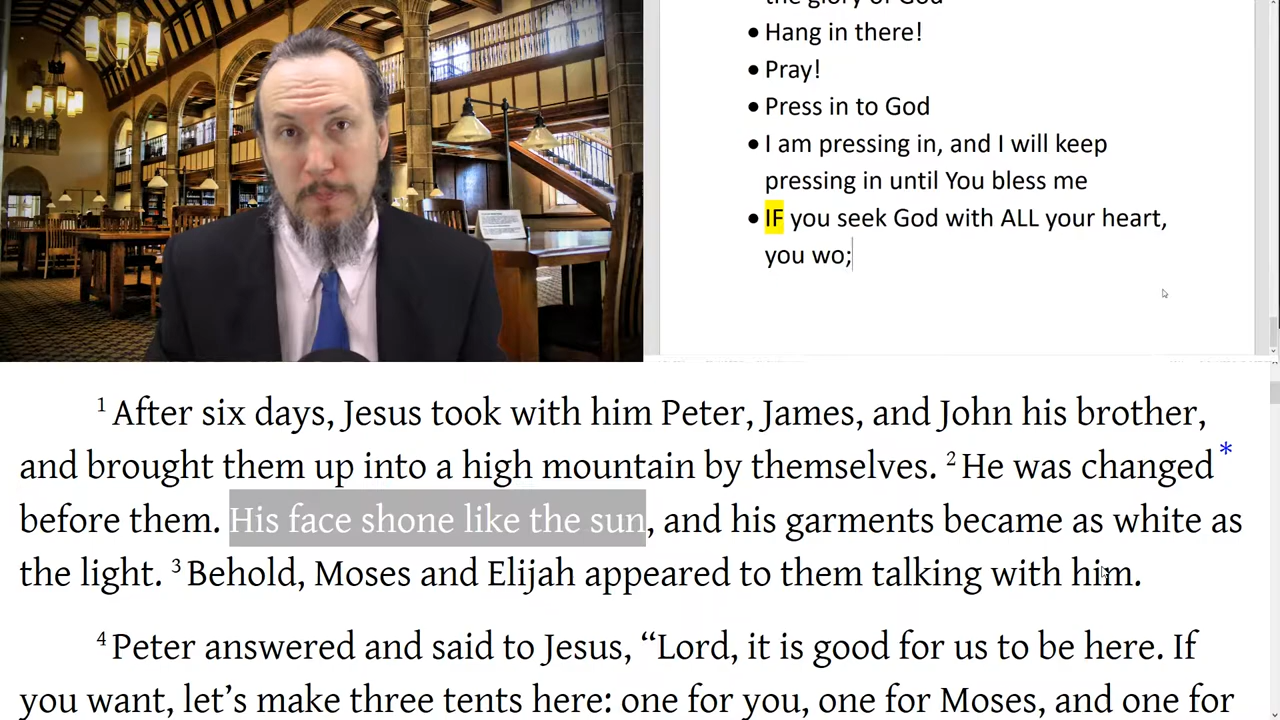 the glory of God
• Hang in there!
• Pray!
• Press in to God
• I am pressing in, and I will keep
pressing in until You bless me
• IF you seek God with ALL your heart,
you wo;
1 After six days, Jesus took with him Peter, James, and John his brother,
and brought them up into a high mountain by themselves. 2 He was changed*
before them. His face shone like the sun, and his garments became as white as
the light. 3 Behold, Moses and Elijah appeared to them talking with him.
4 Peter answered and said to Jesus, “Lord, it is good for us to be here. If
you want, let’s make three tents here: one for you, one for Moses, and one for